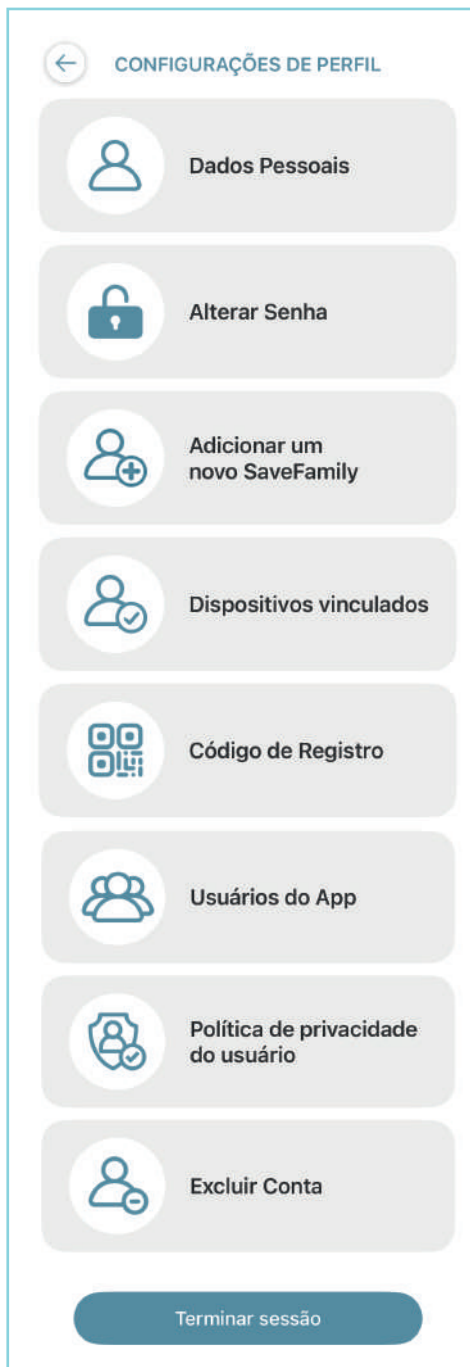 CONFIGURAÇÕES DE PERFIL
Dados Pessoais
Alterar Senha
Adicionar um
novo SaveFamily
Dispositivos vinculados
Código de Registro
Usuários do App
Política de privacidade
do usuário
Excluir Conta
Terminar sessão